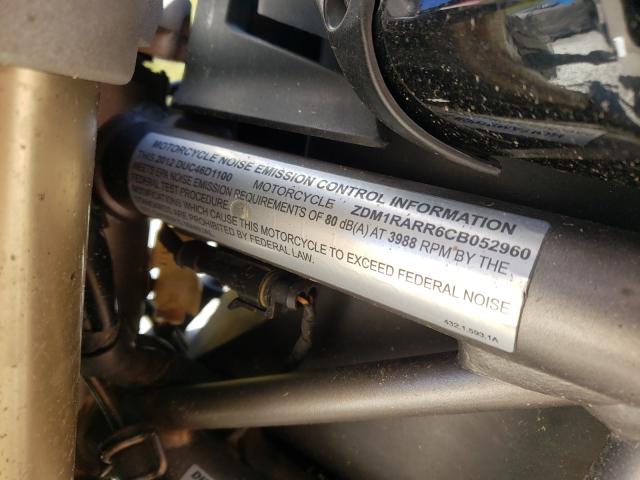 MOTORCYCLE NOISE EMISSION CONTROL INFORMATION
THIS 2012 DUC46D1100 MOTORCYCLE ZDM1RARR6CB052960
MEETS EPA NOISE EMISSION REQUIREMENTS OF 80 dB(A) AT 3988 RPM BY THE
FEDERAL TEST PROCEDURE
MODIFICATIONS WHICH CAUSE THIS MOTORCYCLE TO EXCEED FEDERAL NOISE
ARE PROHIBITED BY FEDERAL LAW.
432.1.593.1A